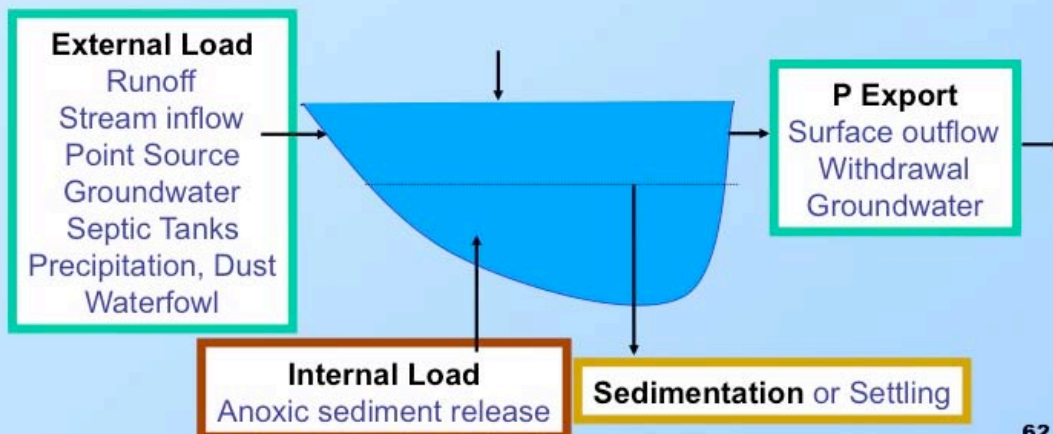 External Load
Runoff
Stream inflow
Point Source
Groundwater
Septic Tanks
Precipitation, Dust
Waterfowl
P Export
Surface outflow
Withdrawal
Groundwater
Internal Load
Anoxic sediment release
Sedimentation or Settling
62